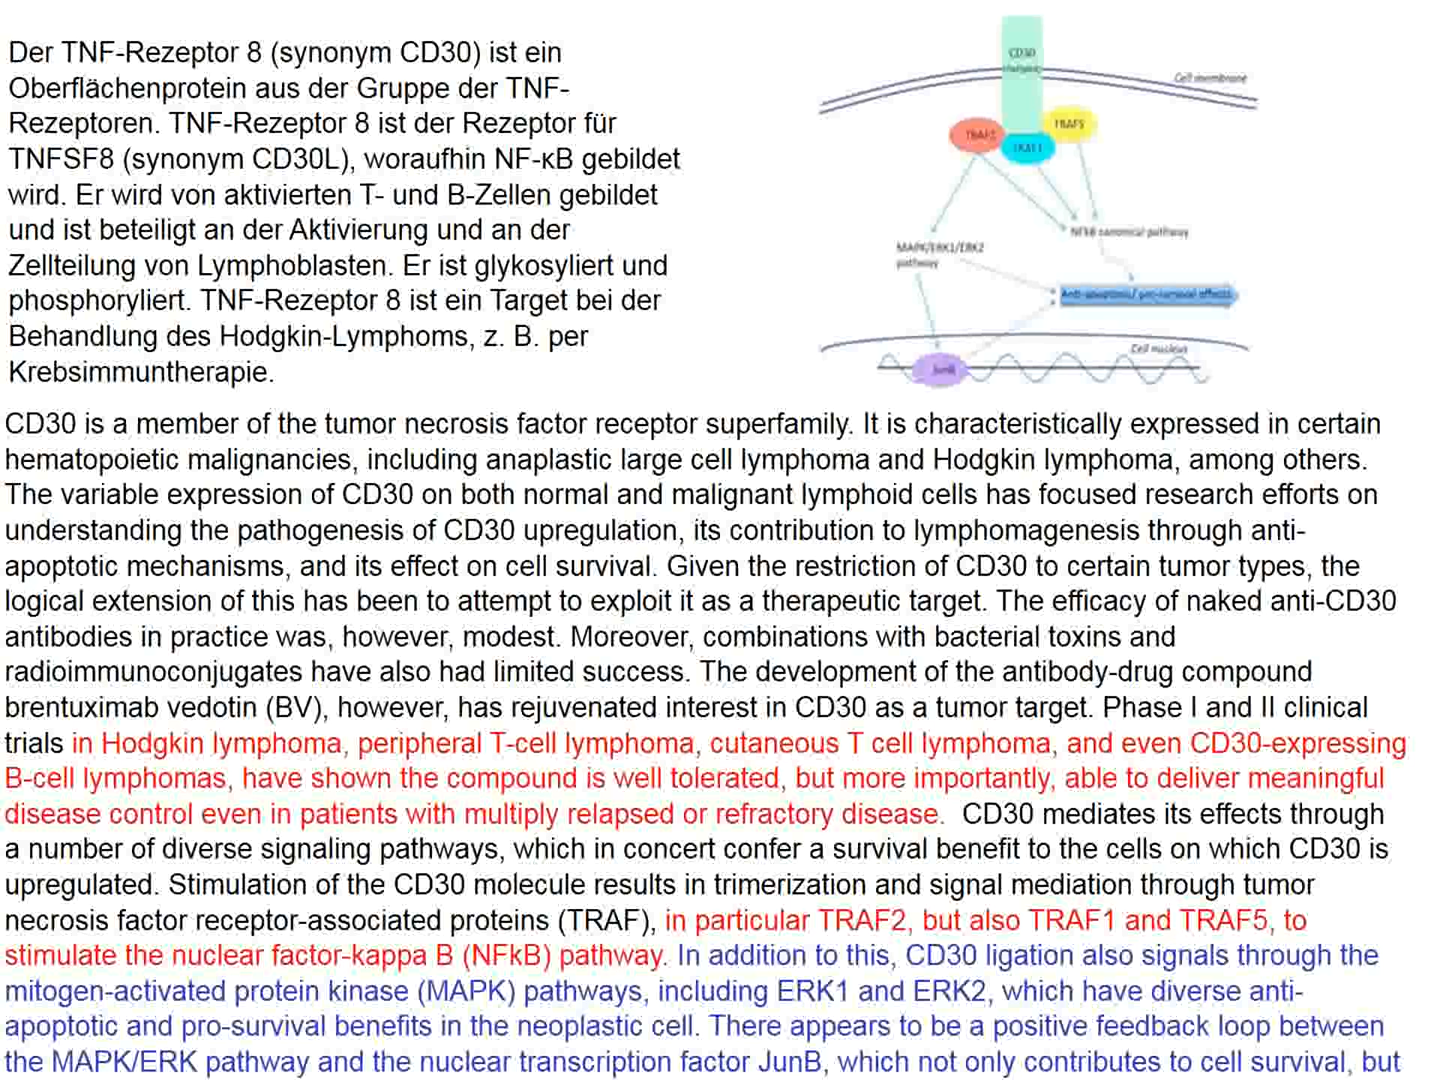 Der TNF-Rezeptor 8 (synonym CD30) ist ein
Oberflächenprotein aus der Gruppe der TNF-
Rezeptoren. TNF-Rezeptor 8 ist der Rezeptor für
TNFSF8 (synonym CD30L), woraufhin NF-κB gebildet
wird. Er wird von aktivierten T- und B-Zellen gebildet
und ist beteiligt an der Aktivierung und an der
Zellteilung von Lymphoblasten. Er ist glykosyliert und
phosphoryliert. TNF-Rezeptor 8 ist ein Target bei der
Behandlung des Hodgkin-Lymphoms, z. B. per
Krebsimmuntherapie.
CD30
Cell membrane
TRAF2
TRAF1
TRAF5
NFkB canonical pathway
MAPK/ERK1/ERK2
pathway
Anti-apoptosis/ pro-survival effects
Cell nucleus
JunB
CD30 is a member of the tumor necrosis factor receptor superfamily. It is characteristically expressed in certain
hematopoietic malignancies, including anaplastic large cell lymphoma and Hodgkin lymphoma, among others.
The variable expression of CD30 on both normal and malignant lymphoid cells has focused research efforts on
understanding the pathogenesis of CD30 upregulation, its contribution to lymphomagenesis through anti-
apoptotic mechanisms, and its effect on cell survival. Given the restriction of CD30 to certain tumor types, the
logical extension of this has been to attempt to exploit it as a therapeutic target. The efficacy of naked anti-CD30
antibodies in practice was, however, modest. Moreover, combinations with bacterial toxins and
radioimmunoconjugates have also had limited success. The development of the antibody-drug compound
brentuximab vedotin (BV), however, has rejuvenated interest in CD30 as a tumor target. Phase I and II clinical
trials in Hodgkin lymphoma, peripheral T-cell lymphoma, cutaneous T cell lymphoma, and even CD30-expressing
B-cell lymphomas, have shown the compound is well tolerated, but more importantly, able to deliver meaningful
disease control even in patients with multiply relapsed or refractory disease. CD30 mediates its effects through
a number of diverse signaling pathways, which in concert confer a survival benefit to the cells on which CD30 is
upregulated. Stimulation of the CD30 molecule results in trimerization and signal mediation through tumor
necrosis factor receptor-associated proteins (TRAF), in particular TRAF2, but also TRAF1 and TRAF5, to
stimulate the nuclear factor-kappa B (NFkB) pathway. In addition to this, CD30 ligation also signals through the
mitogen-activated protein kinase (MAPK) pathways, including ERK1 and ERK2, which have diverse anti-
apoptotic and pro-survival benefits in the neoplastic cell. There appears to be a positive feedback loop between
the MAPK/ERK pathway and the nuclear transcription factor JunB, which not only contributes to cell survival, but